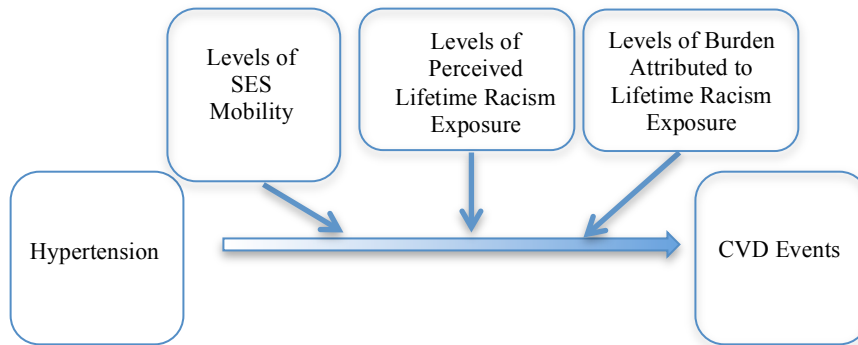 Levels of
SES
Mobility
Levels of
Perceived
Lifetime Racism
Exposure
Levels of Burden
Attributed to
Lifetime Racism
Exposure
Hypertension
CVD Events